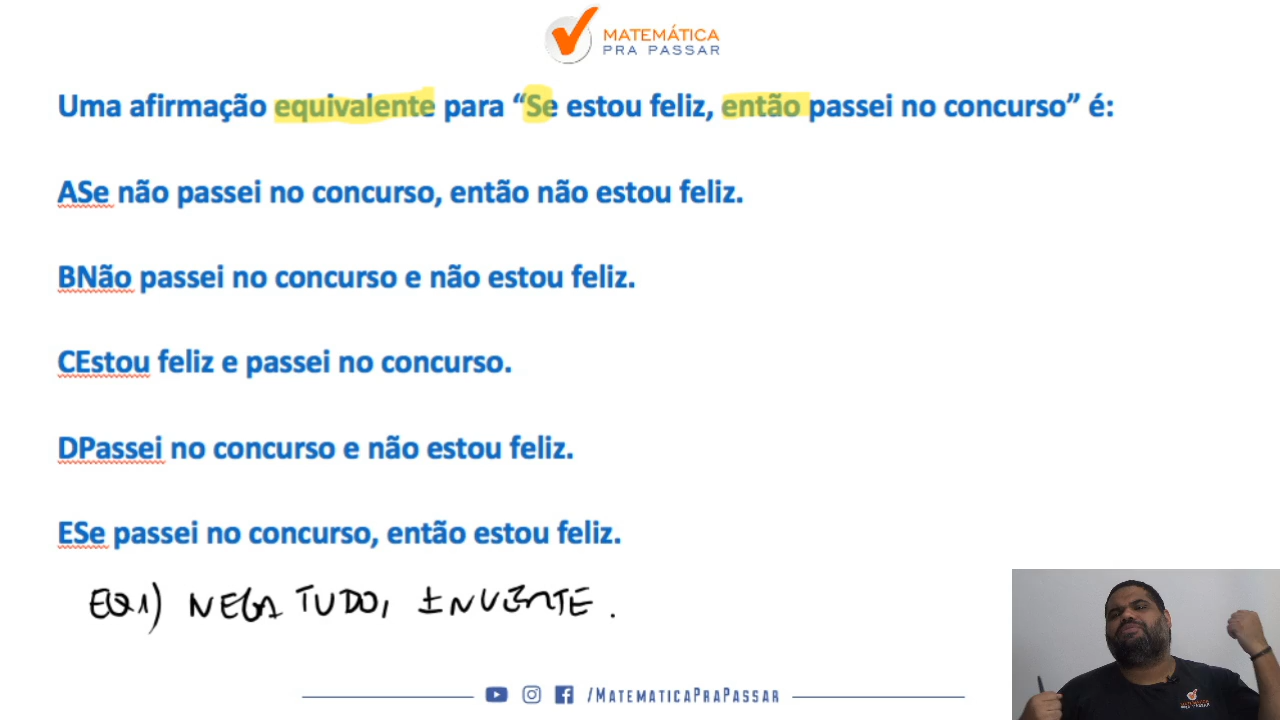 MATEMÁTICA
PRA PASSAR
Uma afirmação equivalente para “Se estou feliz, então passei no concurso” é:
ASe não passei no concurso, então não estou feliz.
BNão passei no concurso e não estou feliz.
CEstou feliz e passei no concurso.
DPassei no concurso e não estou feliz.
ESe passei no concurso, então estou feliz.
EQ1) NEGA TUDO, INVERTE.
/MATEMATICAPRAPASSAR